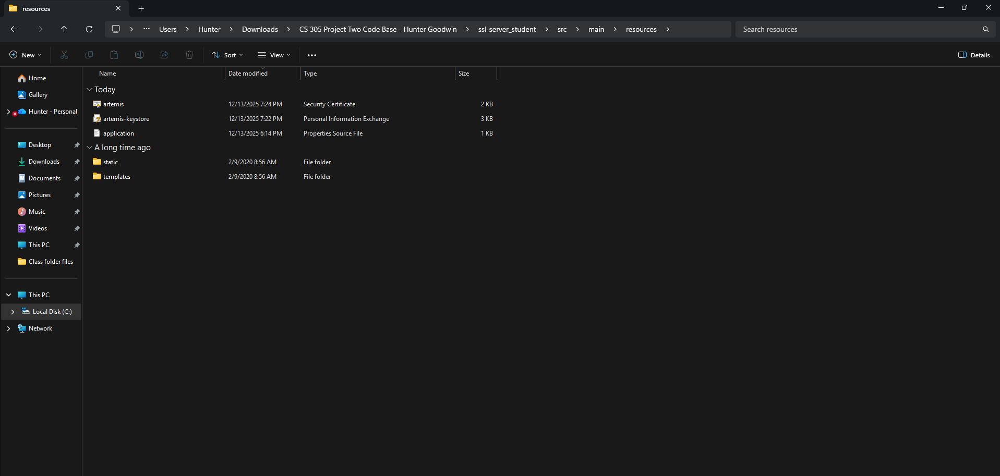 resources
Users > Hunter > Downloads > CS 305 Project Two Code Base - Hunter Goodwin > ssl-server_student > src > main > resources >
Search resources
New
Sort
View
Details
Home
Gallery
Hunter - Personal
Desktop
Downloads
Documents
Pictures
Music
Videos
This PC
Class folder files
This PC
Local Disk (C:)
Network
Name Date modified Type Size
Today
artemis 12/13/2025 7:24 PM Security Certificate 2 KB
artemis-keystore 12/13/2025 7:22 PM Personal Information Exchange 3 KB
application 12/13/2025 6:14 PM Properties Source File 1 KB
A long time ago
static 2/9/2020 8:56 AM File folder
templates 2/9/2020 8:56 AM File folder